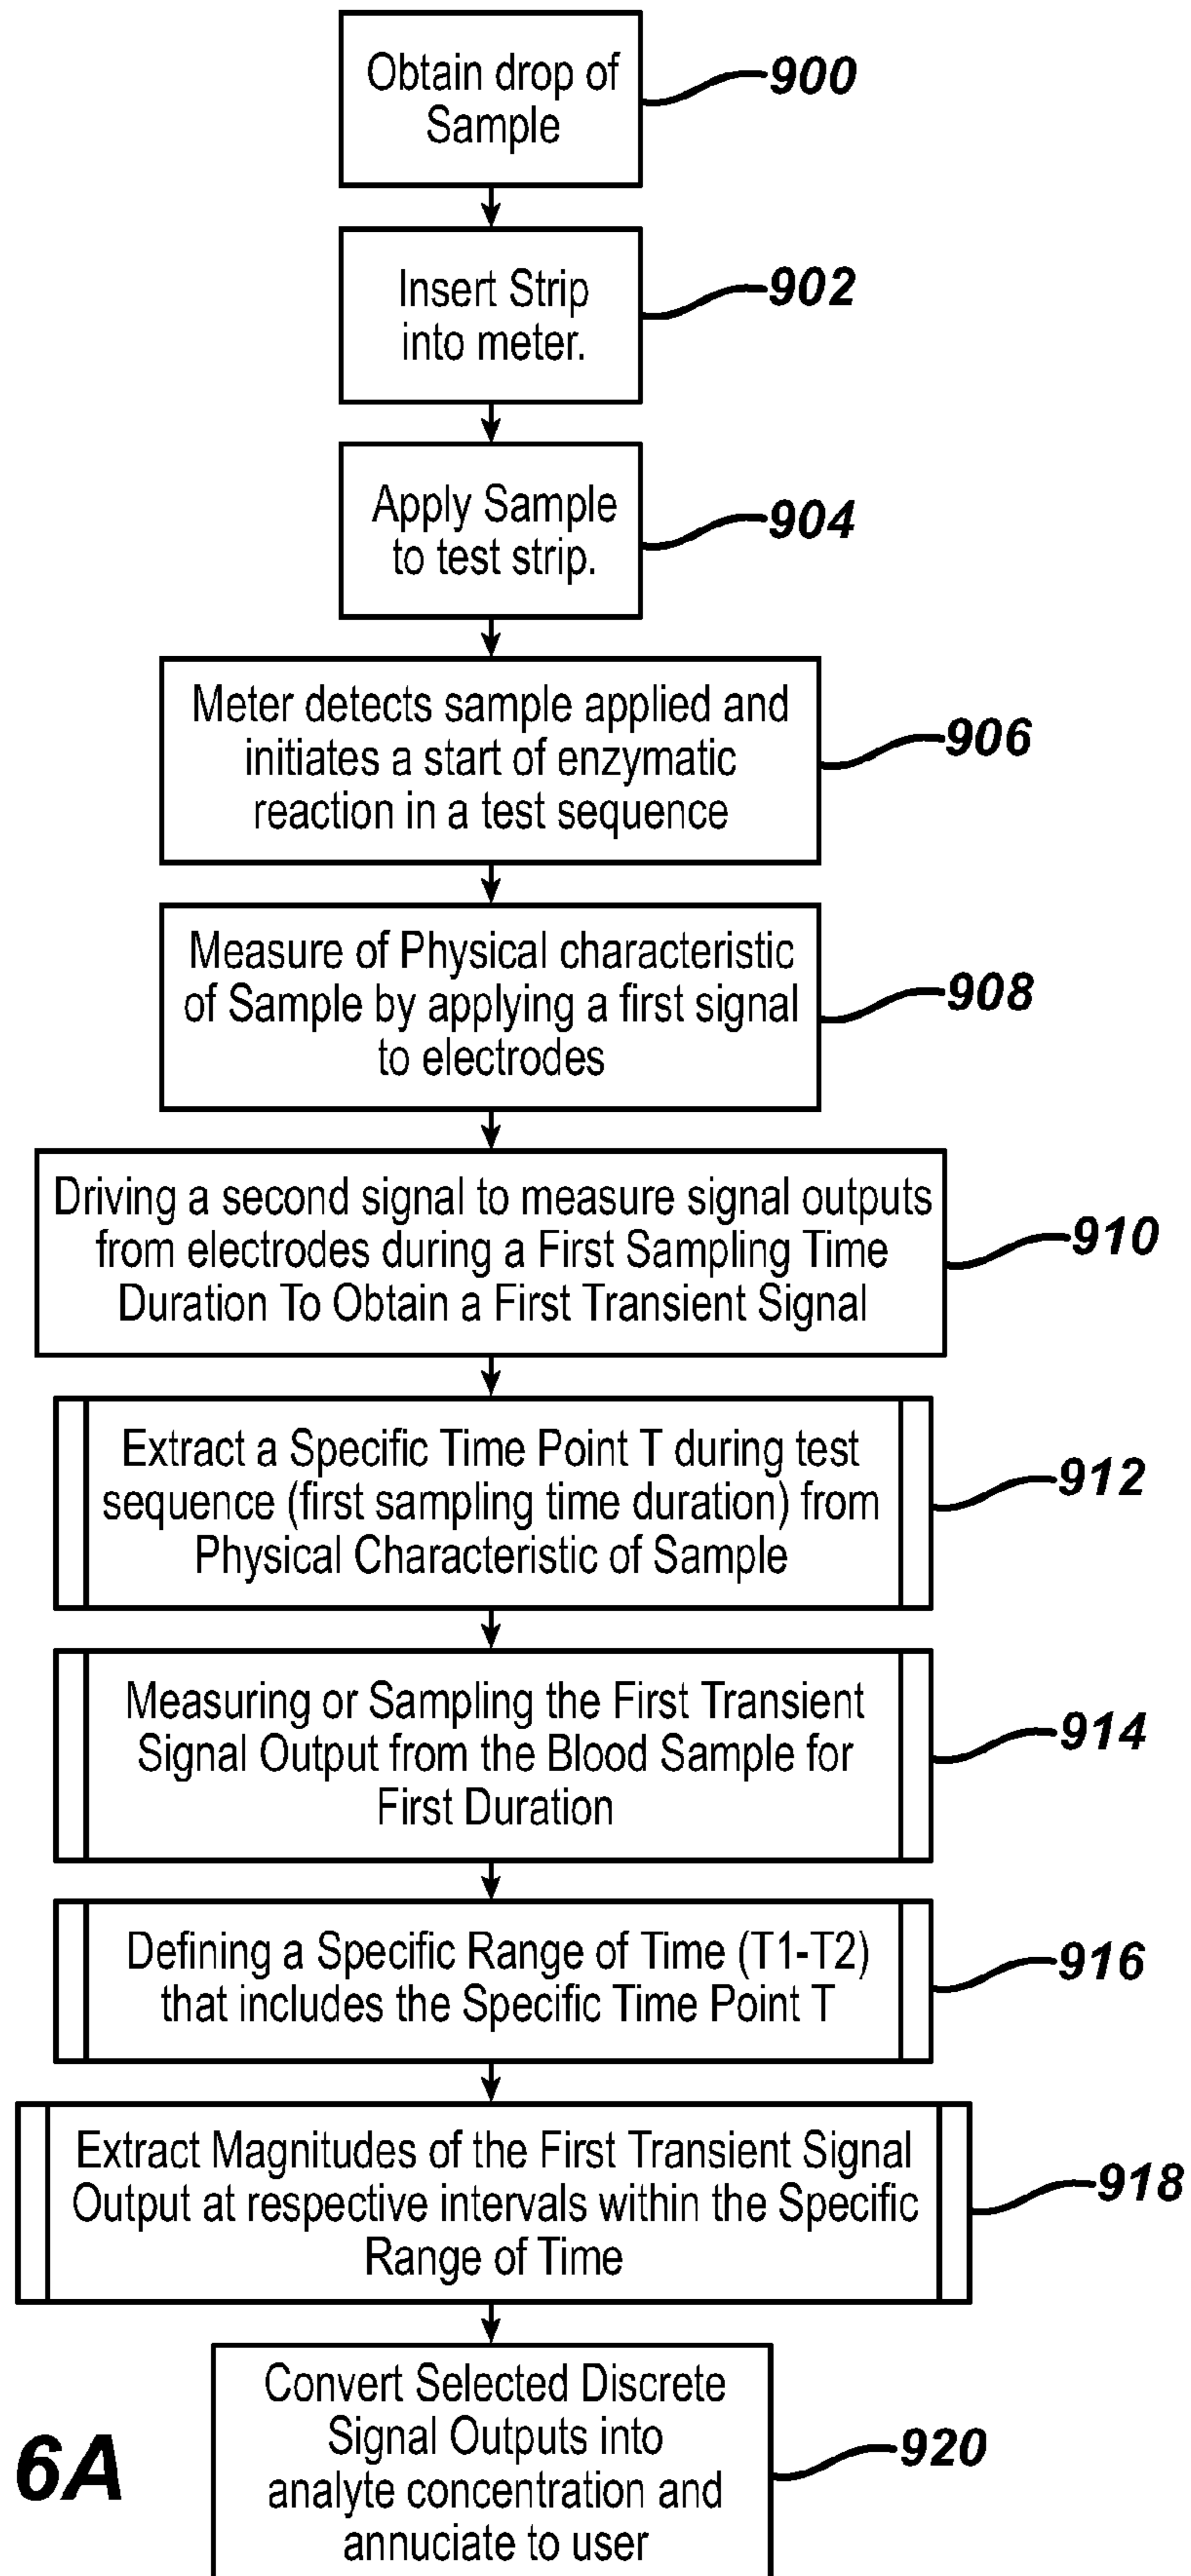 Obtain drop of
Sample
900
Insert Strip
into meter.
902
Apply Sample
to test strip.
904
Meter detects sample applied and
initiates a start of enzymatic
reaction in a test sequence
906
Measure of Physical characteristic
of Sample by applying a first signal
to electrodes
908
Driving a second signal to measure signal outputs
from electrodes during a First Sampling Time
Duration To Obtain a First Transient Signal
910
Extract a Specific Time Point T during test
sequence (first sampling time duration) from
Physical Characteristic of Sample
912
Measuring or Sampling the First Transient
Signal Output from the Blood Sample for
First Duration
914
Defining a Specific Range of Time (T1-T2)
that includes the Specific Time Point T
916
Extract Magnitudes of the First Transient Signal
Output at respective intervals within the Specific
Range of Time
918
Convert Selected Discrete
Signal Outputs into
analyte concentration and
annuciate to user
920
6A